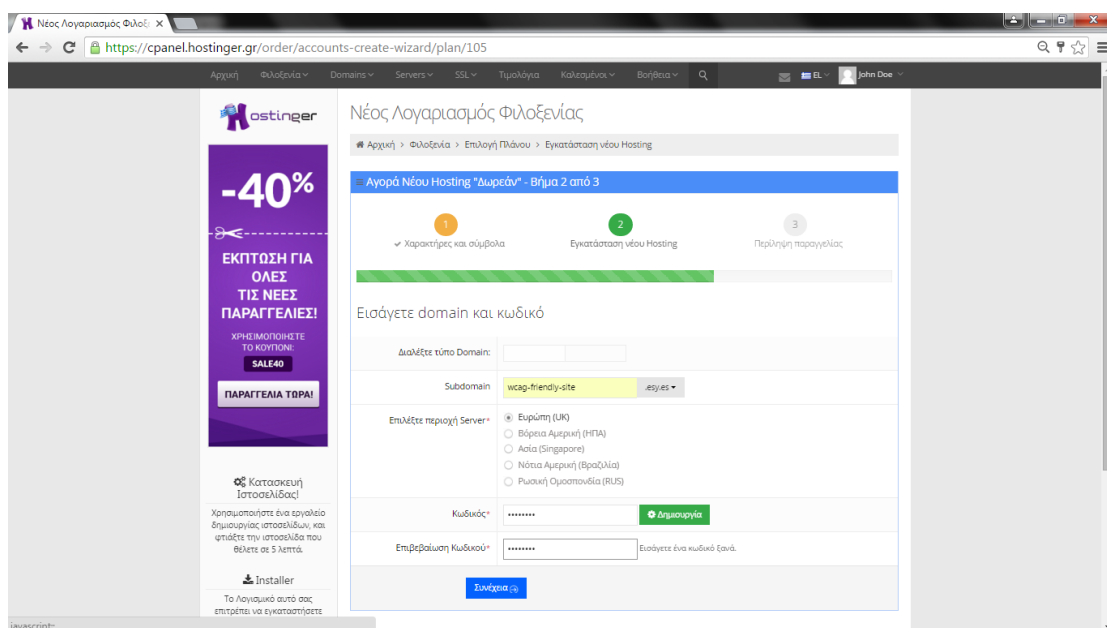 Νέος Λογαριασμός Φιλοξε
https://cpanel.hostinger.gr/order/accounts-create-wizard/plan/105
Αρχική Φιλοξενία Domains Servers SSL Τιμολόγια Καλεσμένοι Βοήθεια EL John Doe
Hostinger
-40%
ΕΚΠΤΩΣΗ ΓΙΑ
ΟΛΕΣ
ΤΙΣ ΝΕΕΣ
ΠΑΡΑΓΓΕΛΙΕΣ!
ΧΡΗΣΙΜΟΠΟΙΗΣΤΕ
ΤΟ ΚΟΥΠΟΝΙ:
SALE40
ΠΑΡΑΓΓΕΛΙΑ ΤΩΡΑ!
Κατασκευή
Ιστοσελίδας!
Χρησιμοποιήστε ένα εργαλείο
δημιουργίας ιστοσελίδων, και
φτιάξτε την ιστοσελίδα που
θέλετε σε 5 λεπτά.
Installer
Το Λογισμικό αυτό σας
επιτρέπει να εγκαταστήσετε
Νέος Λογαριασμός Φιλοξενίας
Αρχική > Φιλοξενία > Επιλογή Πλάνου > Εγκατάσταση νέου Hosting
Αγορά Νέου Hosting "Δωρεάν" - Βήμα 2 από 3
1 2 3
Χαρακτήρες και σύμβολα Εγκατάσταση νέου Hosting Περίληψη παραγγελίας
Εισάγετε domain και κωδικό
Διαλέξτε τύπο Domain:
Subdomain wcag-friendly-site .esy.es
Επιλέξτε περιοχή Server* Ευρώπη (UK)
Βόρεια Αμερική (ΗΠΑ)
Ασία (Singapore)
Νότια Αμερική (Βραζιλία)
Ρωσική Ομοσπονδία (RUS)
Κωδικός* •••••••• Δημιουργία
Επιβεβαίωση Κωδικού* •••••••• Εισάγετε ένα κωδικό ξανά.
Συνέχεια
javascript: